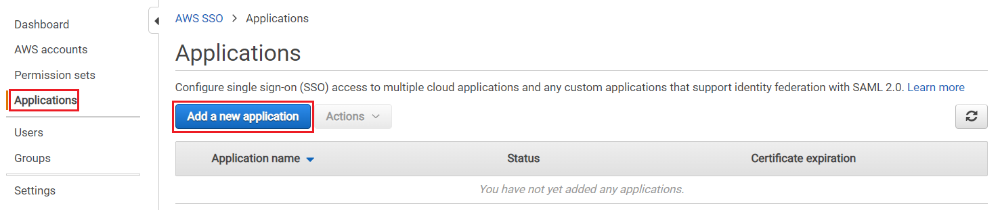 Dashboard
AWS accounts
Permission sets
Applications
Users
Groups
Settings
AWS SSO > Applications
Applications
Configure single sign-on (SSO) access to multiple cloud applications and any custom applications that support identity federation with SAML 2.0. Learn more
Add a new application Actions
Application name Status Certificate expiration
You have not yet added any applications.